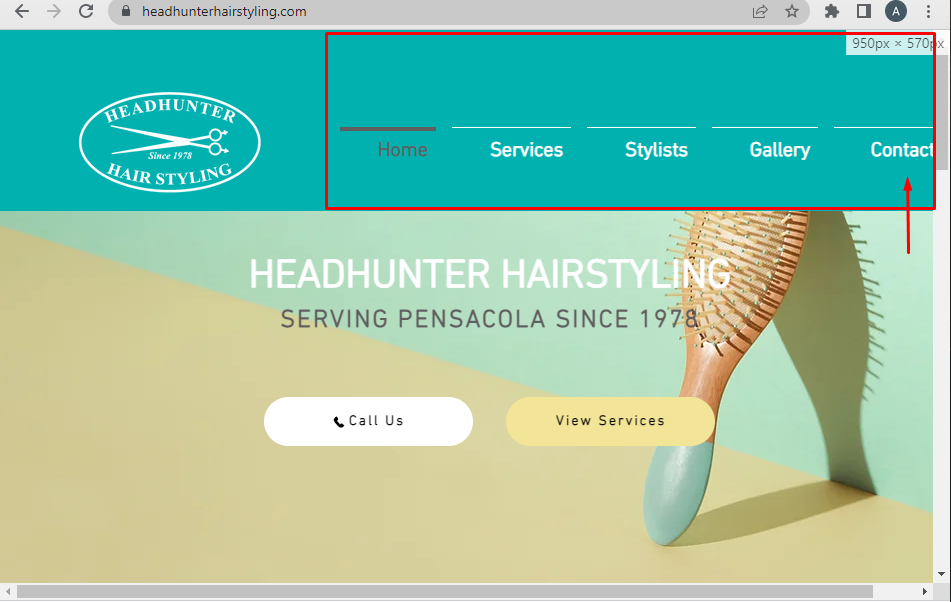 headhunterhairstyling.com
A
950px × 570px
HEADHUNTER
Since 1978
HAIR STYLING
Home Services Stylists Gallery Contact
HEADHUNTER HAIRSTYLING
SERVING PENSACOLA SINCE 1978
Call Us View Services